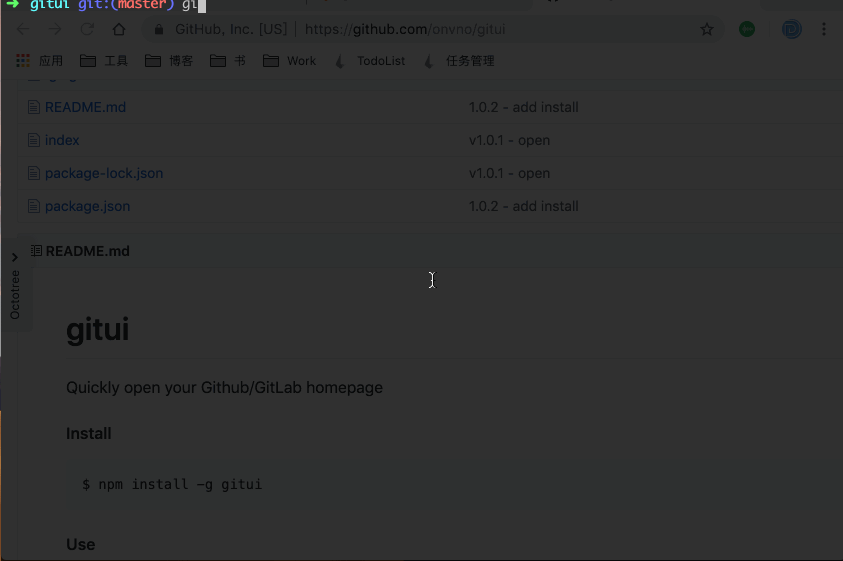 ➜ gitui git:(master) gi
GitHub, Inc. [US] | https://github.com/onvno/gitui
应用 工具 博客 书 Work TodoList 任务管理
README.md 1.0.2 - add install
index v1.0.1 - open
package-lock.json v1.0.1 - open
package.json 1.0.2 - add install
README.md
Octotree
gitui
Quickly open your Github/GitLab homepage
Install
$ npm install -g gitui
Use